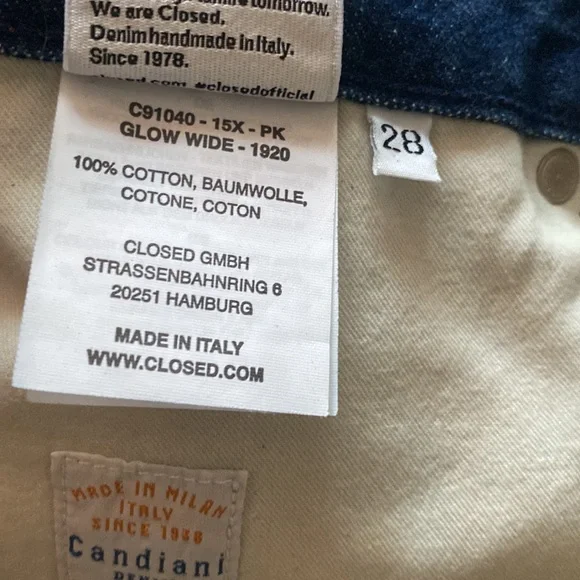 tomorrow.
We are Closed.
Denim handmade in Italy.
Since 1978.
#closedofficial
C91040 - 15X - PK
GLOW WIDE - 1920
100% COTTON, BAUMWOLLE,
COTONE, COTON
CLOSED GMBH
STRASSENBAHNRING 6
20251 HAMBURG
MADE IN ITALY
WWW.CLOSED.COM
28
MADE IN MILAN
ITALY
SINCE 1938
Candiani